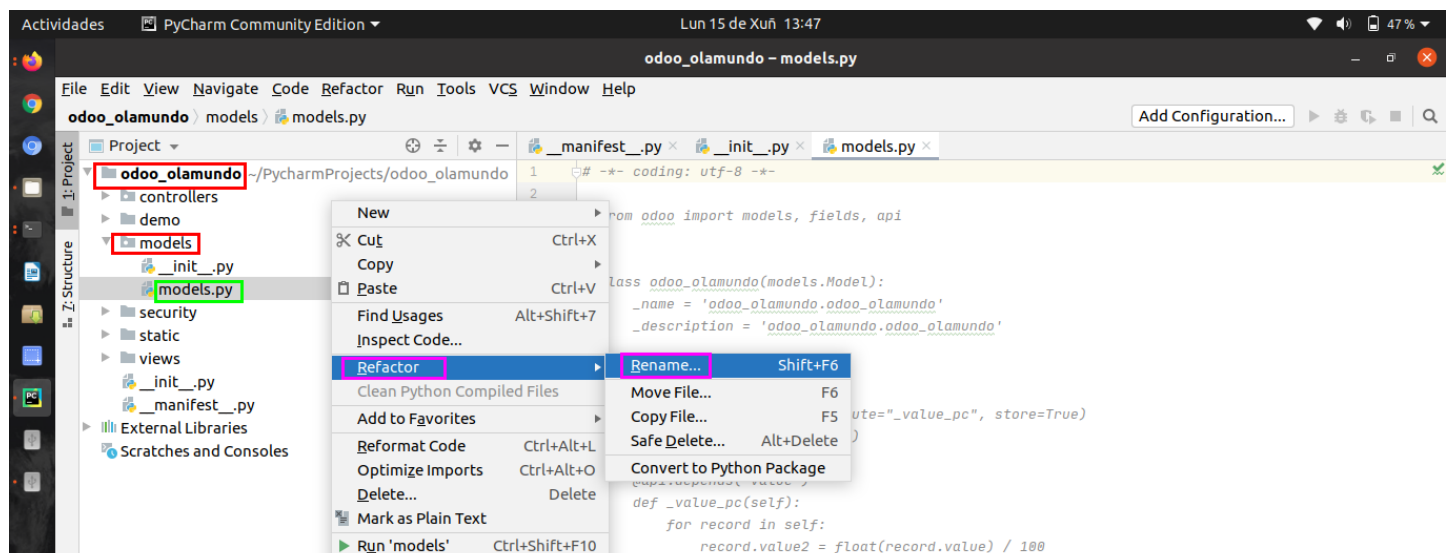 Actividades PyCharm Community Edition Lun 15 de Xuñ 13:47 47 %
odoo_olamundo – models.py
File Edit View Navigate Code Refactor Run Tools VCS Window Help
odoo_olamundo models models.py Add Configuration...
1: Project
Z: Structure
Project
odoo_olamundo ~/PycharmProjects/odoo_olamundo
controllers
demo
models
__init__.py
models.py
security
static
views
__init__.py
__manifest__.py
External Libraries
Scratches and Consoles
__manifest__.py __init__.py models.py
1 # -*- coding: utf-8 -*-
2
from odoo import models, fields, api
class odoo_olamundo(models.Model):
_name = 'odoo_olamundo.odoo_olamundo'
_description = 'odoo_olamundo.odoo_olamundo'
ute="_value_pc", store=True)
)
@api.depends('value')
def _value_pc(self):
for record in self:
record.value2 = float(record.value) / 100
New
Cut Ctrl+X
Copy
Paste Ctrl+V
Find Usages Alt+Shift+7
Inspect Code...
Refactor
Clean Python Compiled Files
Add to Favorites
Reformat Code Ctrl+Alt+L
Optimize Imports Ctrl+Alt+O
Delete... Delete
Mark as Plain Text
Run 'models' Ctrl+Shift+F10
Rename... Shift+F6
Move File... F6
Copy File... F5
Safe Delete... Alt+Delete
Convert to Python Package